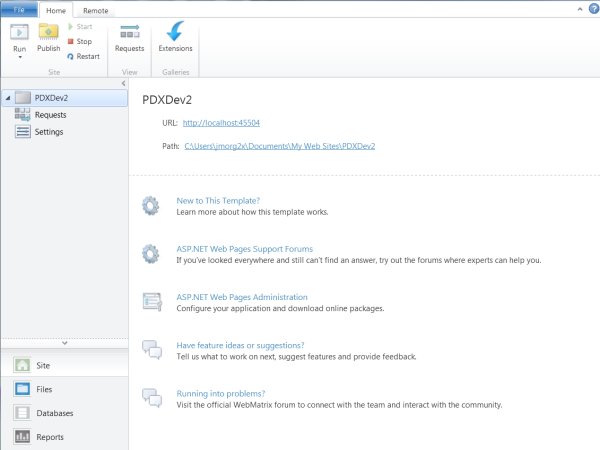 File Home Remote
Run Publish Start Stop Restart Requests Extensions
Site View Galleries
PDXDev2
Requests
Settings
PDXDev2
URL: http://localhost:45504
Path: C:\Users\jmorg2x\Documents\My Web Sites\PDXDev2
New to This Template?
Learn more about how this template works.
ASP.NET Web Pages Support Forums
If you've looked everywhere and still can't find an answer, try out the forums where experts can help you.
ASP.NET Web Pages Administration
Configure your application and download online packages.
Have feature ideas or suggestions?
Tell us what to work on next, suggest features and provide feedback.
Running into problems?
Visit the official WebMatrix forum to connect with the team and interact with the community.
Site
Files
Databases
Reports